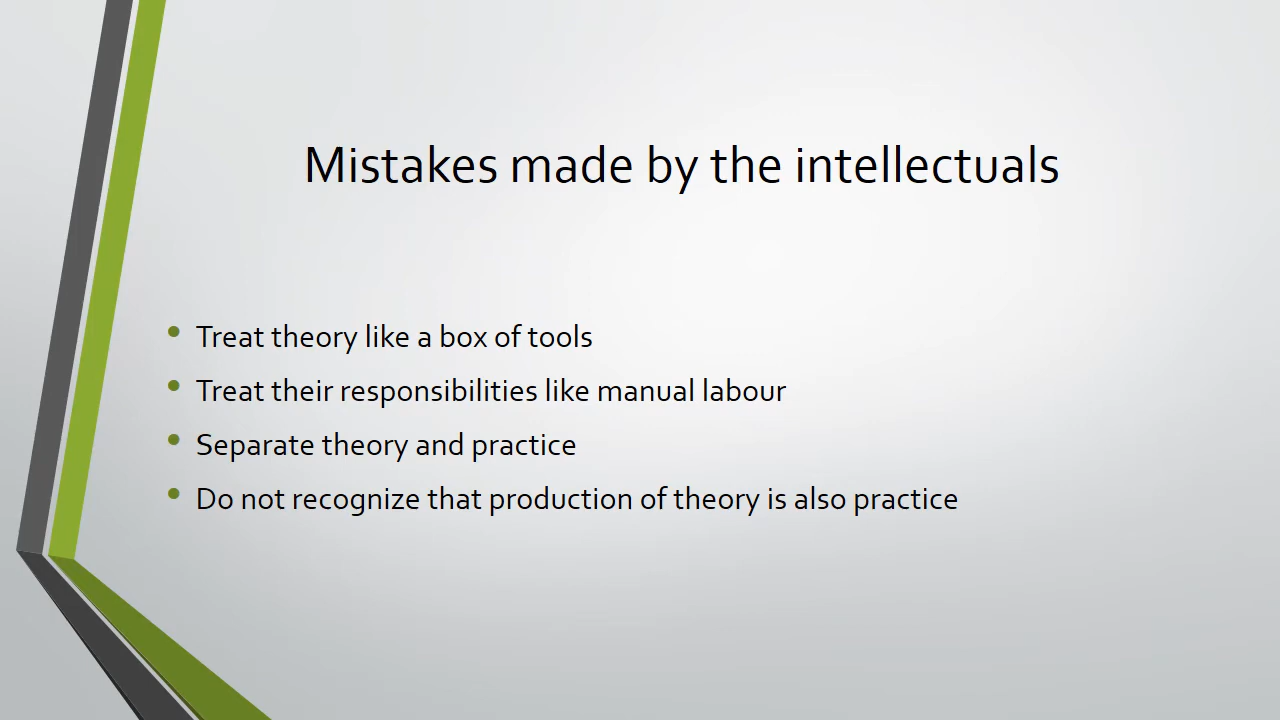 Mistakes made by the intellectuals
• Treat theory like a box of tools
• Treat their responsibilities like manual labour
• Separate theory and practice
• Do not recognize that production of theory is also practice